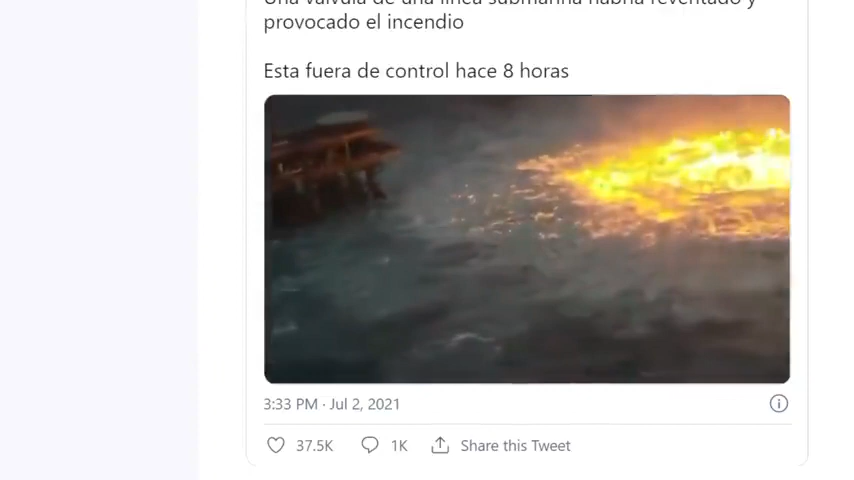 Una válvula de una línea submarina habría reventado y
provocado el incendio
Esta fuera de control hace 8 horas
3:33 PM · Jul 2, 2021
37.5K
1K
Share this Tweet